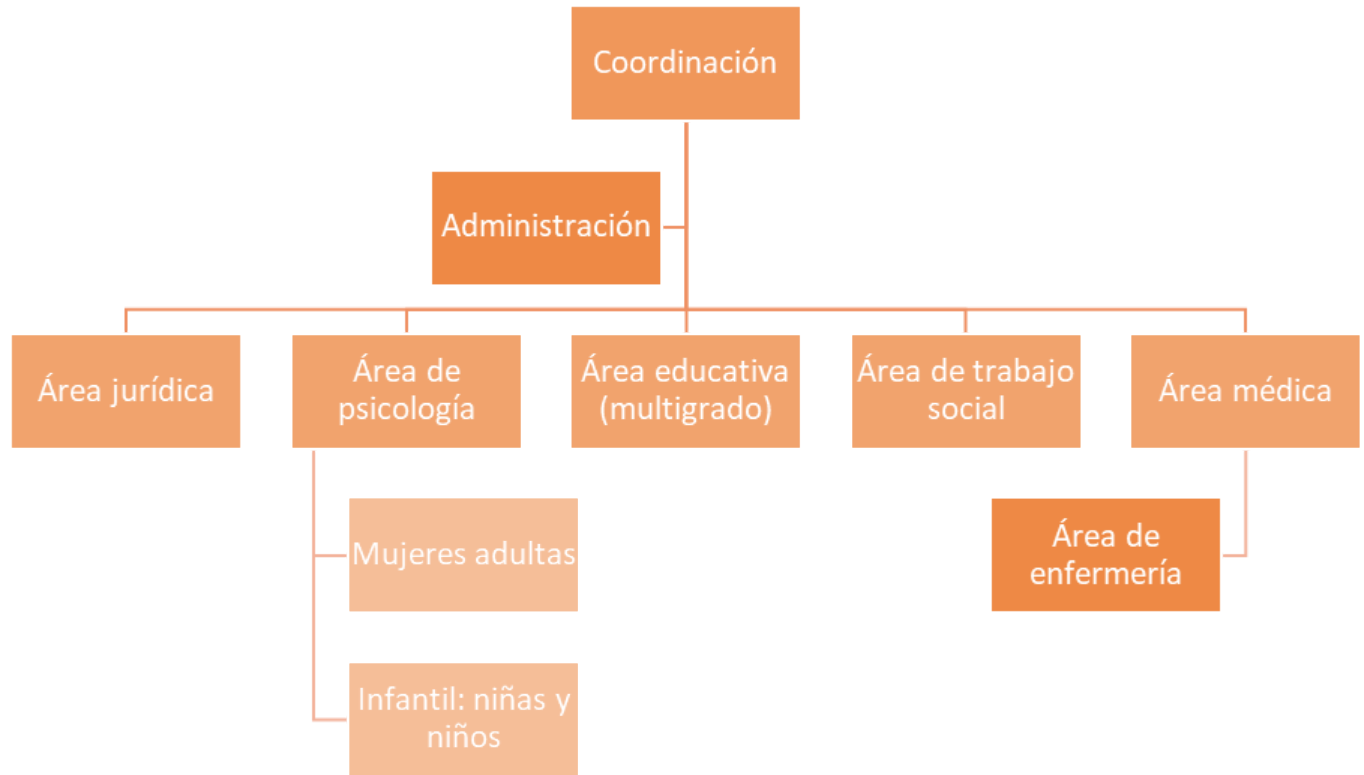 Coordinación
Administración
Área jurídica
Área de
psicología
Área educativa
(multigrado)
Área de trabajo
social
Área médica
Mujeres adultas
Área de
enfermería
Infantil: niñas y
niños